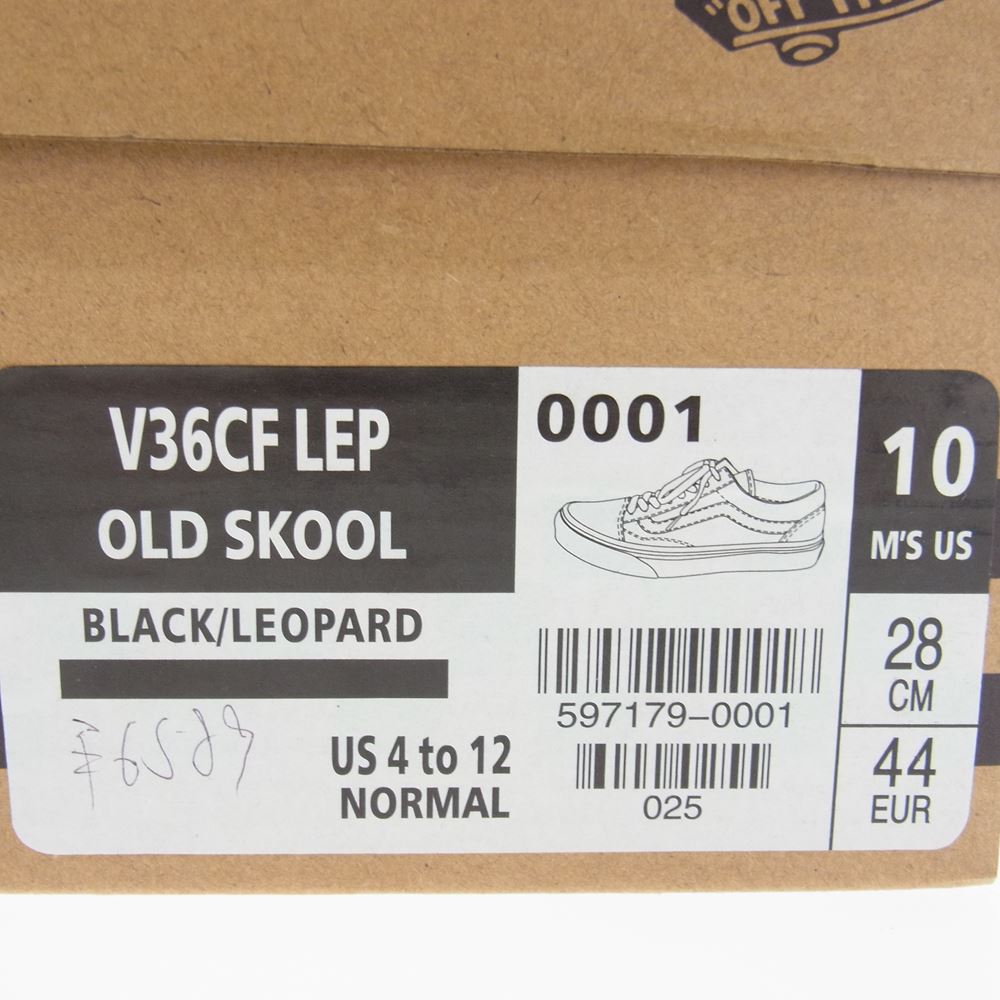 "OFF TH
V36CF LEP
OLD SKOOL
BLACK/LEOPARD
US 4 to 12
NORMAL
0001
597179–0001
025
10
M'S US
28
CM
44
EUR